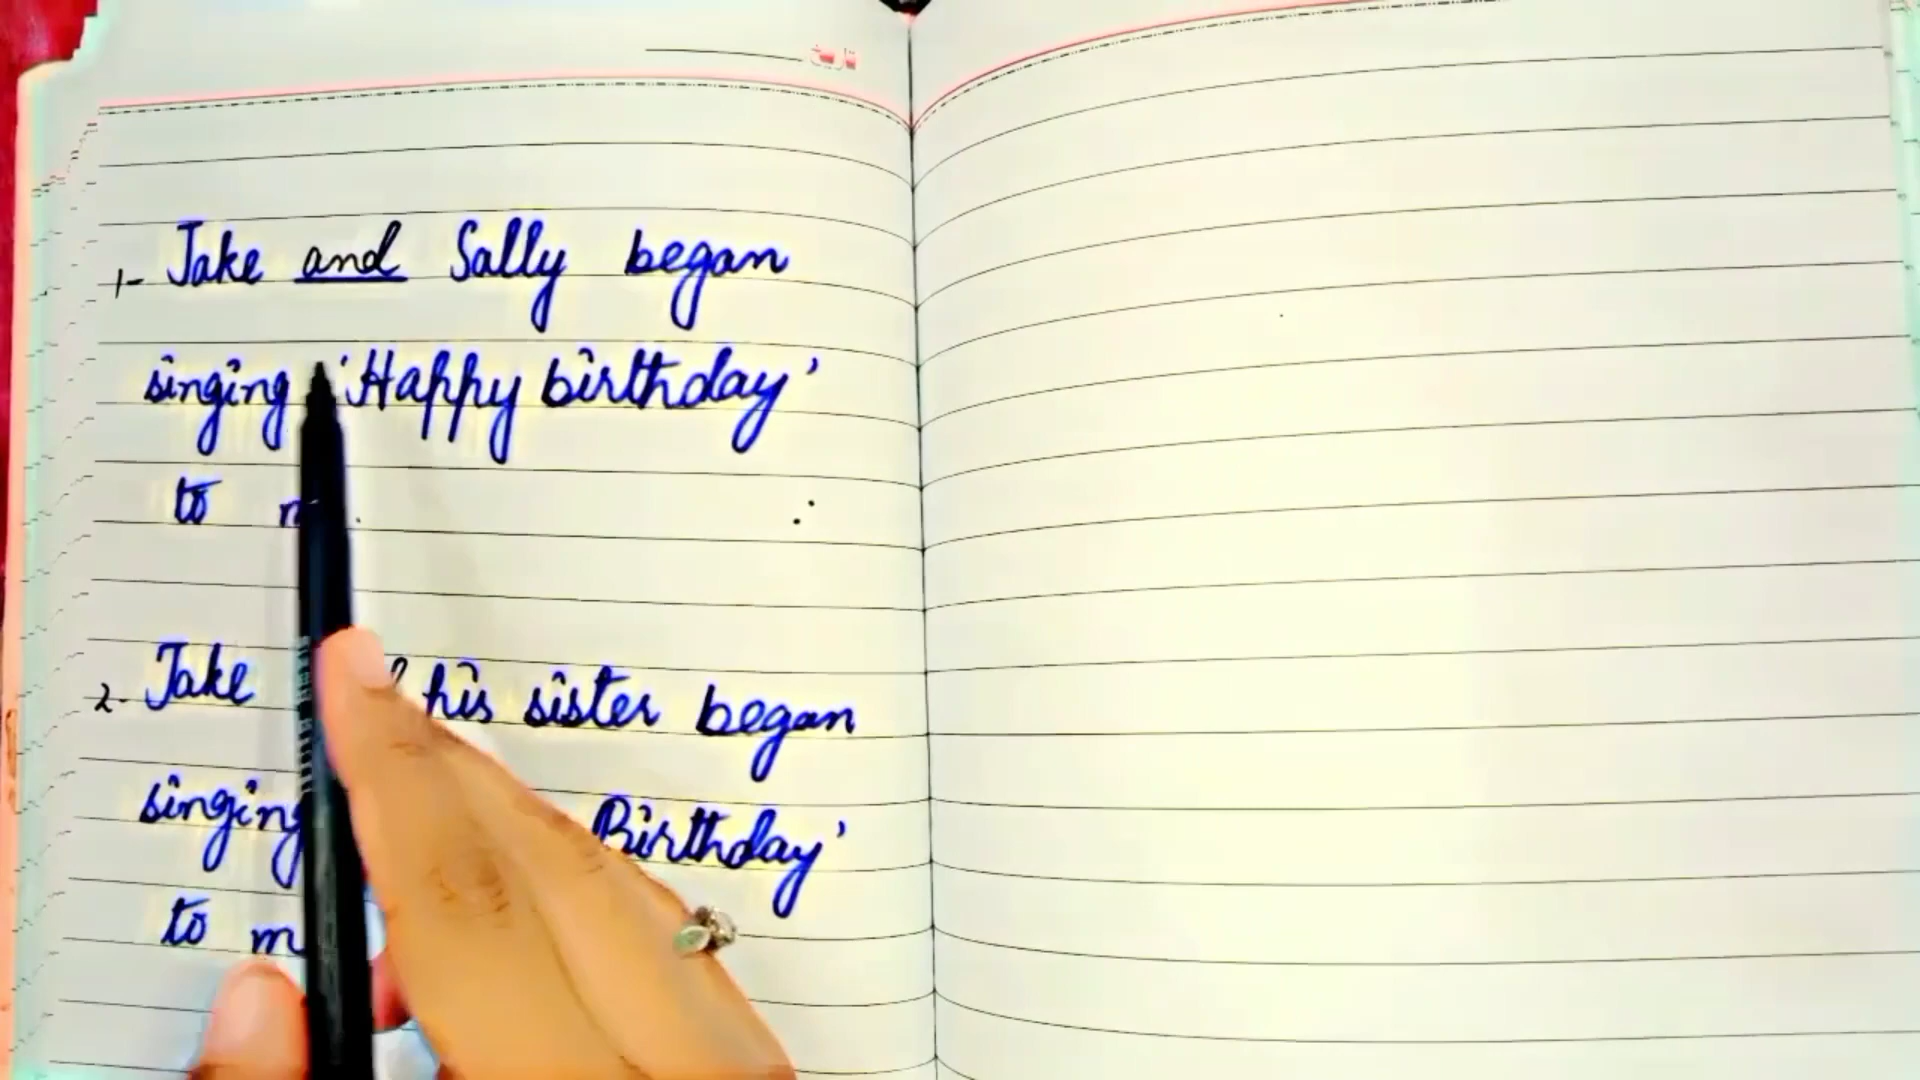 1- Jake and Sally began
singing 'Happy birthday'
to
2- Jake his sister began
singing Birthday'
to